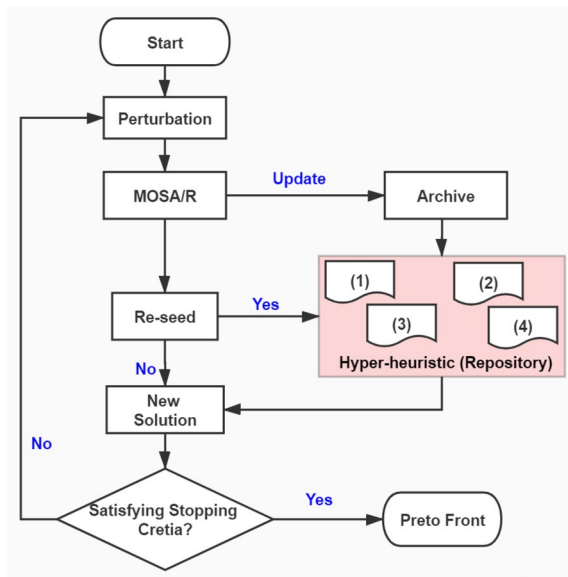 Start
Perturbation
MOSA/R
Update
Archive
(1)
(2)
(3)
(4)
Hyper-heuristic (Repository)
Re-seed
Yes
No
New
Solution
No
Satisfying Stopping
Cretia?
Yes
Preto Front